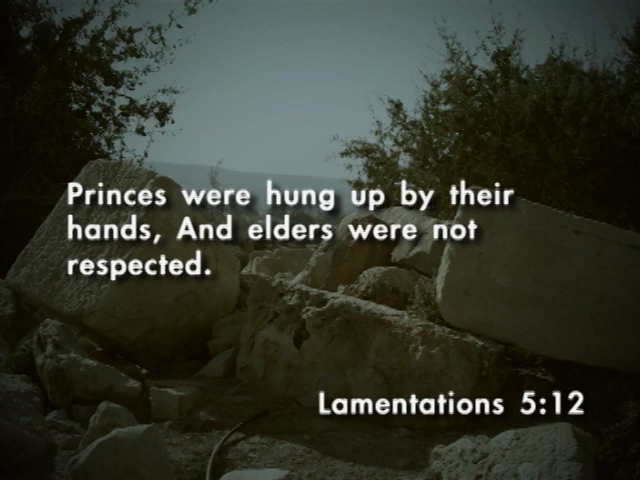 Princes were hung up by their
hands, And elders were not
respected.
Lamentations 5:12